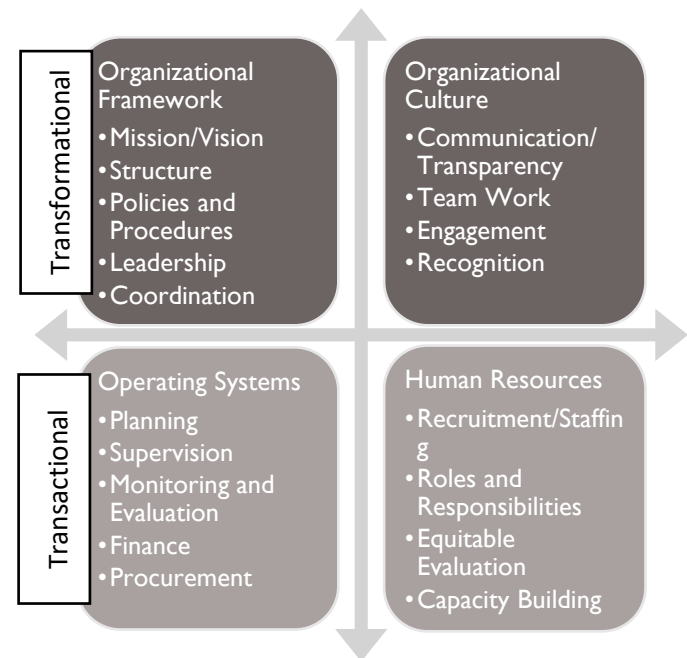 Transformational
Organizational
Framework
•Mission/Vision
•Structure
•Policies and
Procedures
•Leadership
•Coordination
Organizational
Culture
•Communication/
Transparency
•Team Work
•Engagement
•Recognition
Transactional
Operating Systems
•Planning
•Supervision
•Monitoring and
Evaluation
•Finance
•Procurement
Human Resources
•Recruitment/Staffin
g
•Roles and
Responsibilities
•Equitable
Evaluation
•Capacity Building